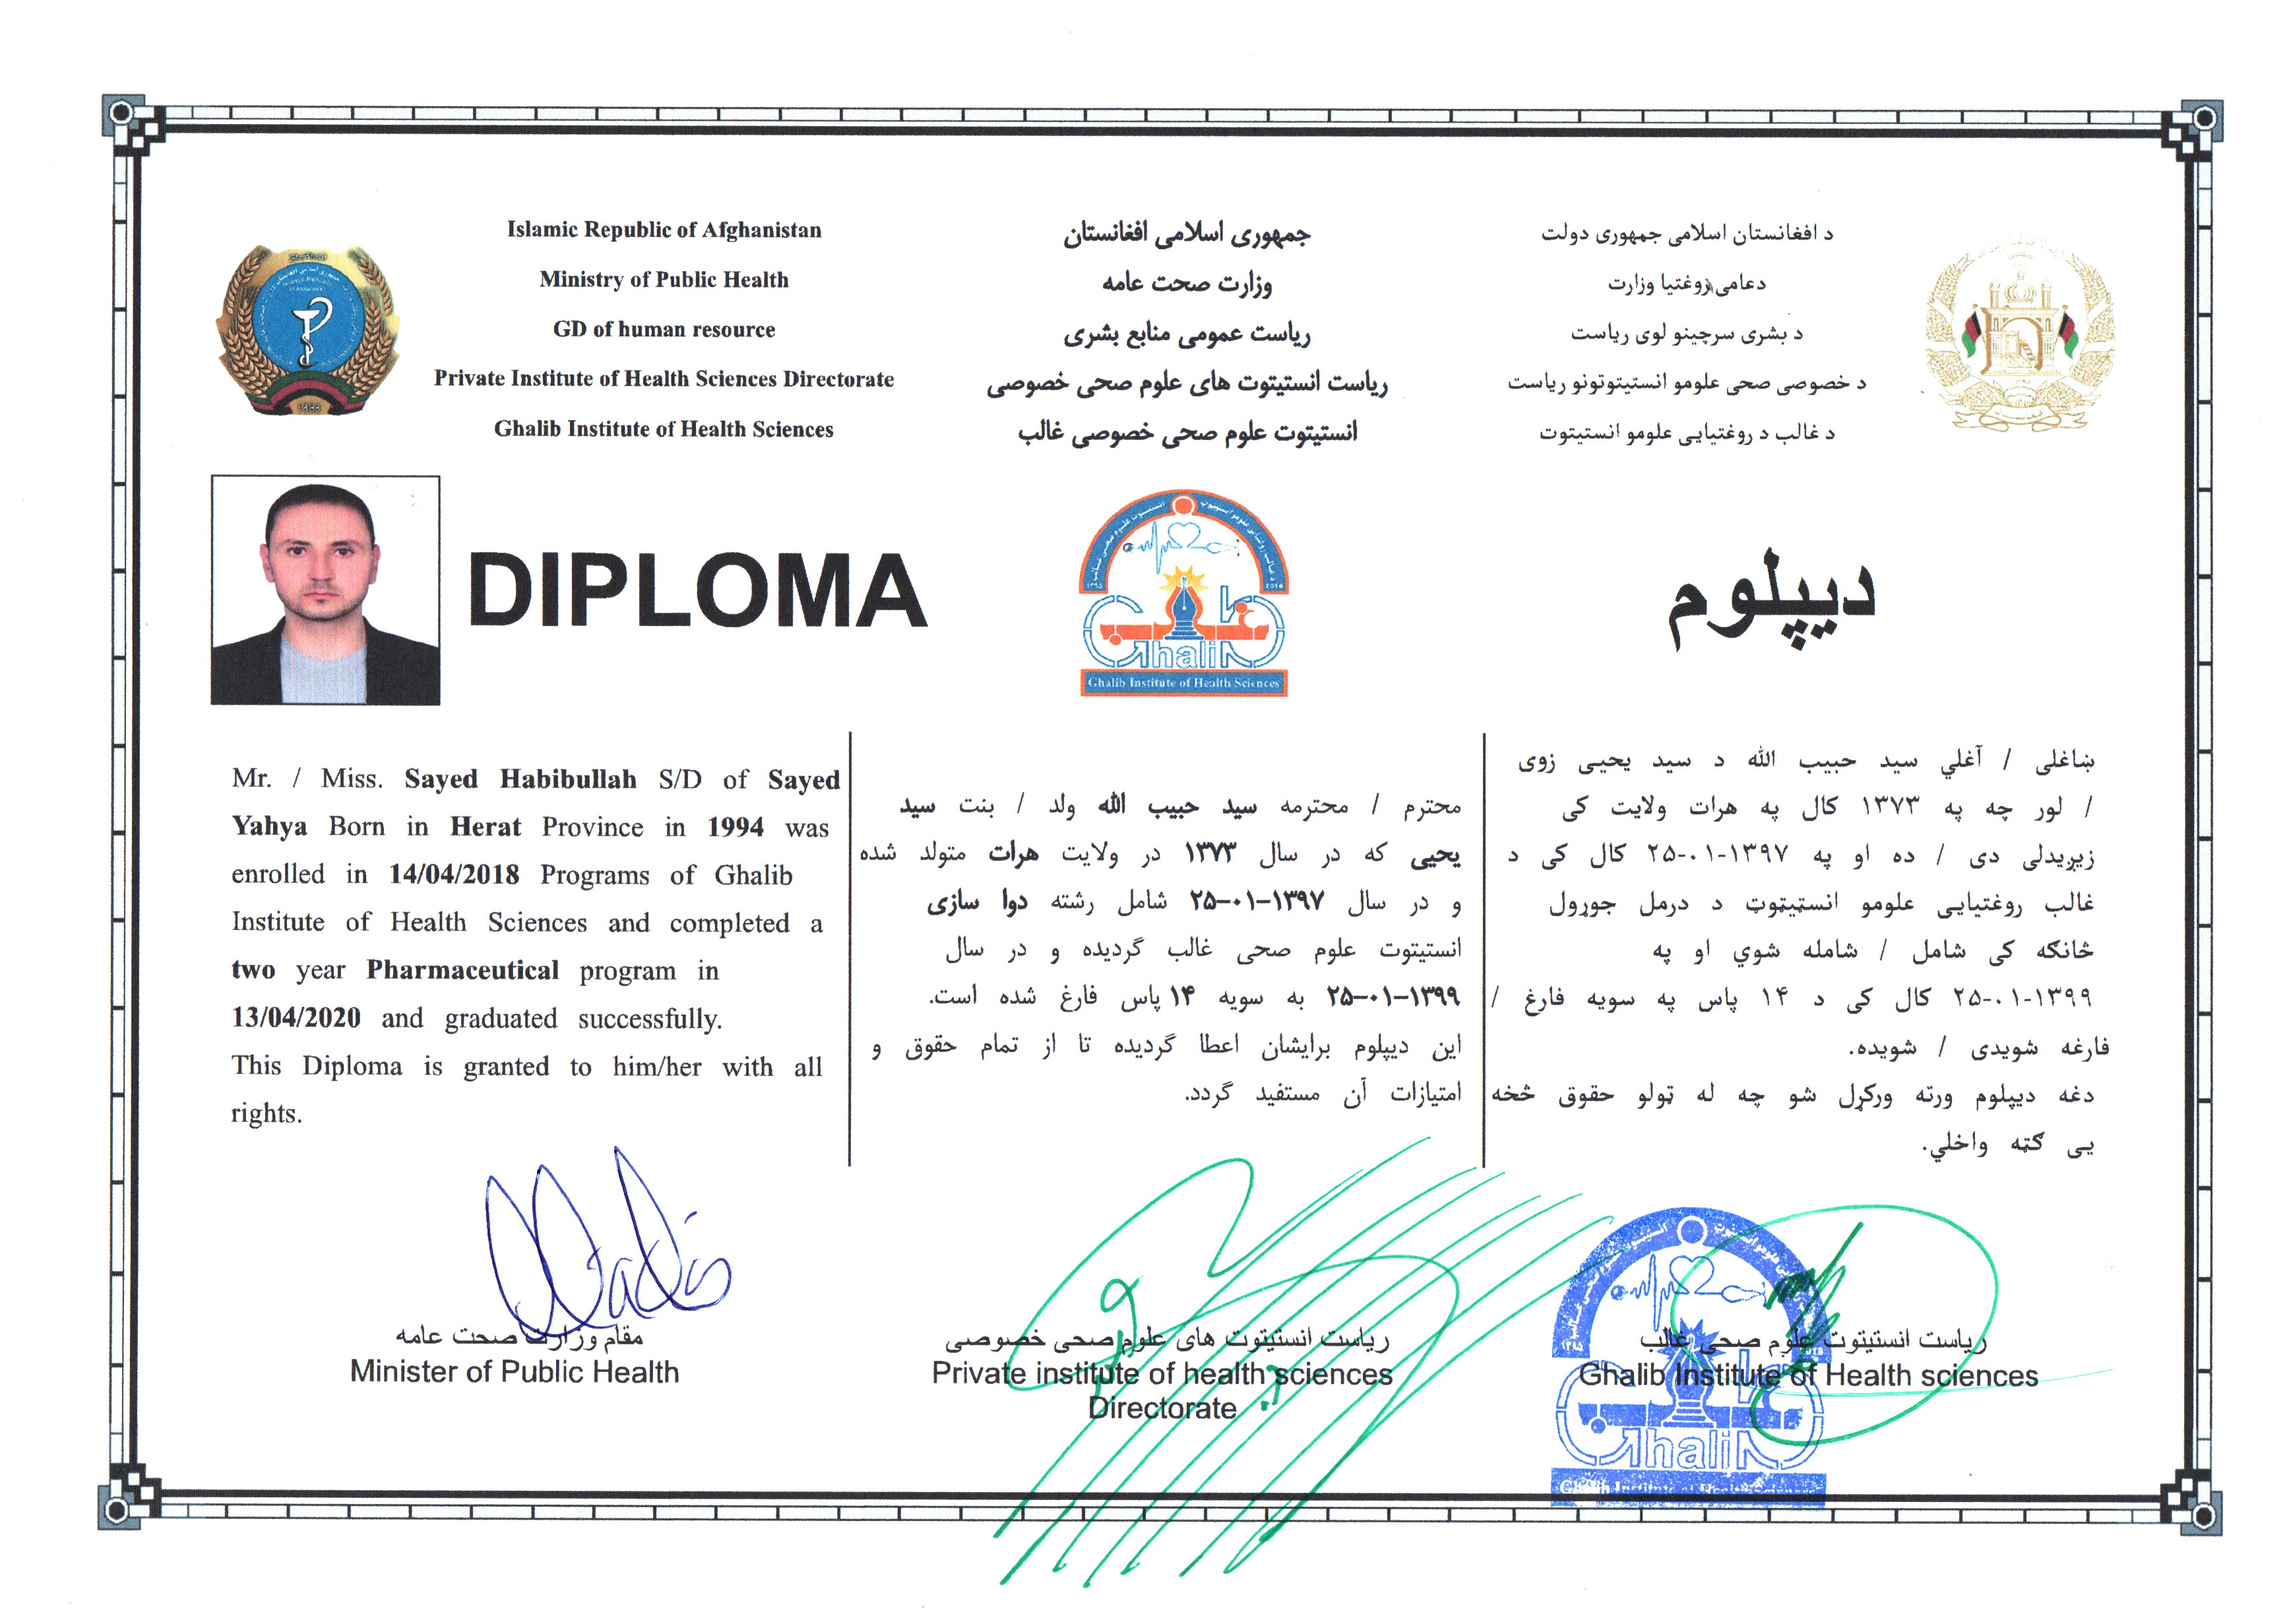 Islamic Republic of Afghanistan
Ministry of Public Health
GD of human resource
Private Institute of Health Sciences Directorate
Ghalib Institute of Health Sciences
جمهوری اسلامی افغانستان
وزارت صحت عامه
ریاست عمومی منابع بشری
ریاست انستیتوت های علوم صحی خصوصی
انستیتوت علوم صحی خصوصی غالب
د افغانستان اسلامی جمهوری دولت
دعامی روغتیا وزارت
د بشری سرچینو لوی ریاست
د خصوصی صحی علومو انستیتوتونو ریاست
د غالب د روغتیایی علومو انستیتوت
DIPLOMA
Ghalib
Ghalib Institute of Health Sciences
دیپلوم
Mr. / Miss. Sayed Habibullah S/D of Sayed
Yahya Born in Herat Province in 1994 was
enrolled in 14/04/2018 Programs of Ghalib
Institute of Health Sciences and completed a
two year Pharmaceutical program in
13/04/2020 and graduated successfully.
This Diploma is granted to him/her with all
rights.
محترم / محترمه سید حبیب الله ولد / بنت سید
یحیی که در سال ۱۳۷۳ در ولایت هرات متولد شده
و در سال ۱۳۹۷-۰۱-۲۵ شامل رشته دوا سازی
انستیتوت علوم صحی غالب گردیده و در سال
۱۳۹۹-۰۱-۲۵ به سویه ۱۴ پاس فارغ شده است.
این دیپلوم برایشان اعطا گردیده تا از تمام حقوق و
امتیازات آن مستفید گردد.
ښاغلی / آغلي سید حبیب الله د سید یحیی زوی
/ لور چه په ۱۳۷۳ کال په هرات ولایت کی
زیږیدلی دی / ده او په ۱۳۹۷-۰۱-۲۵ کال کی د
غالب روغتیایی علومو انسټیټوټ د درمل جوړول
څانګه کی شامل / شامله شوي او په
۱۳۹۹-۰۱-۲۵ کال کی د ۱۴ پاس په سویه فارغ /
فارغه شویدی / شویده.
دغه دیپلوم ورته ورکړل شو چه له ټولو حقوق څخه
یی ګټه واخلي.
مقام وزارت صحت عامه
Minister of Public Health
ریاست انستیتوت های علوم صحی خصوصی
Private institute of health sciences
Directorate
ریاست انستیتوت علوم صحی غالب
Ghalib Institute of Health sciences
Ghalib